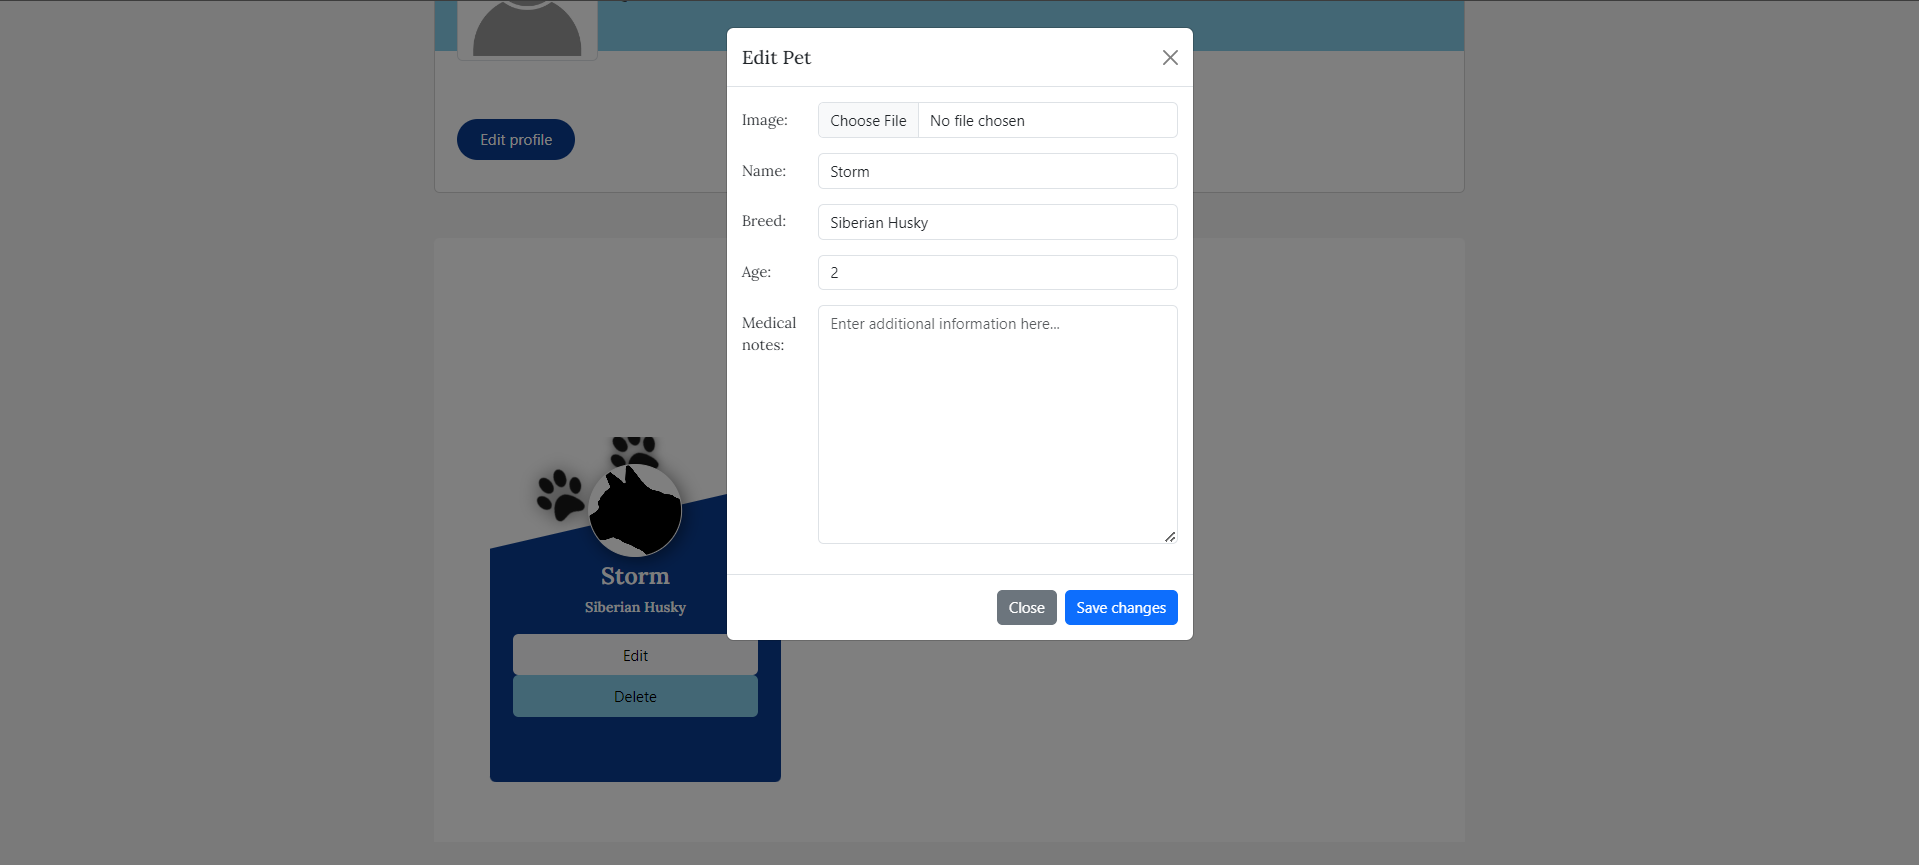 Edit Pet
Image:
Choose File
No file chosen
Name:
Storm
Breed:
Siberian Husky
Age:
2
Medical
notes:
Enter additional information here...
Close
Save changes
Edit profile
Storm
Siberian Husky
Edit
Delete